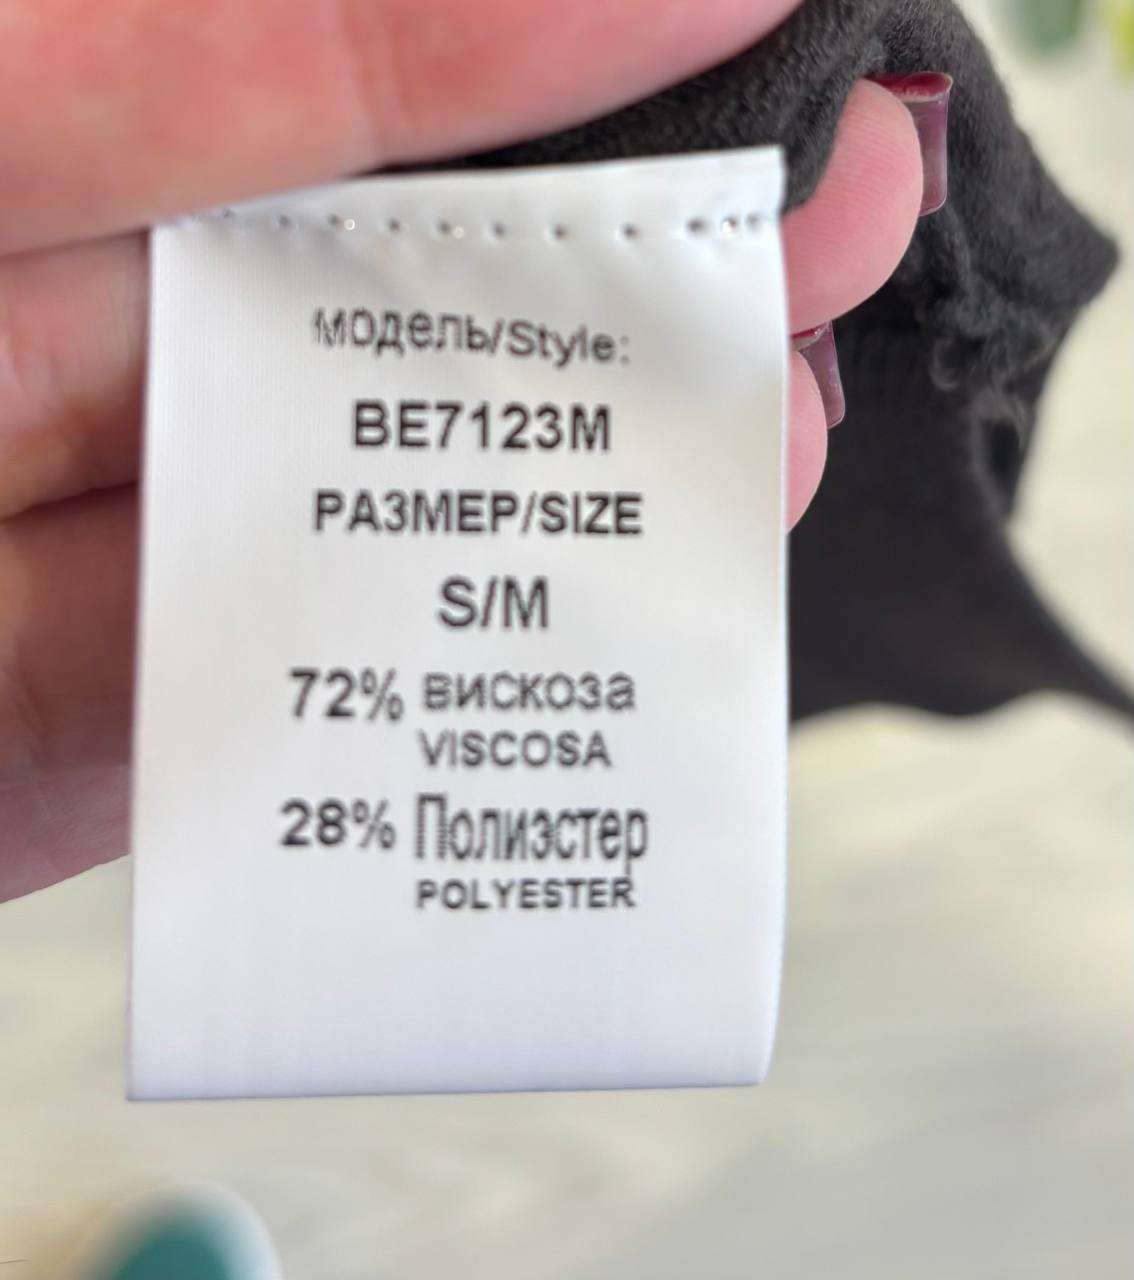 Модель/Style:
BE7123M
РАЗМЕР/SIZE
S/M
72% вискоза
VISCOSA
28% Полиэстер
POLYESTER